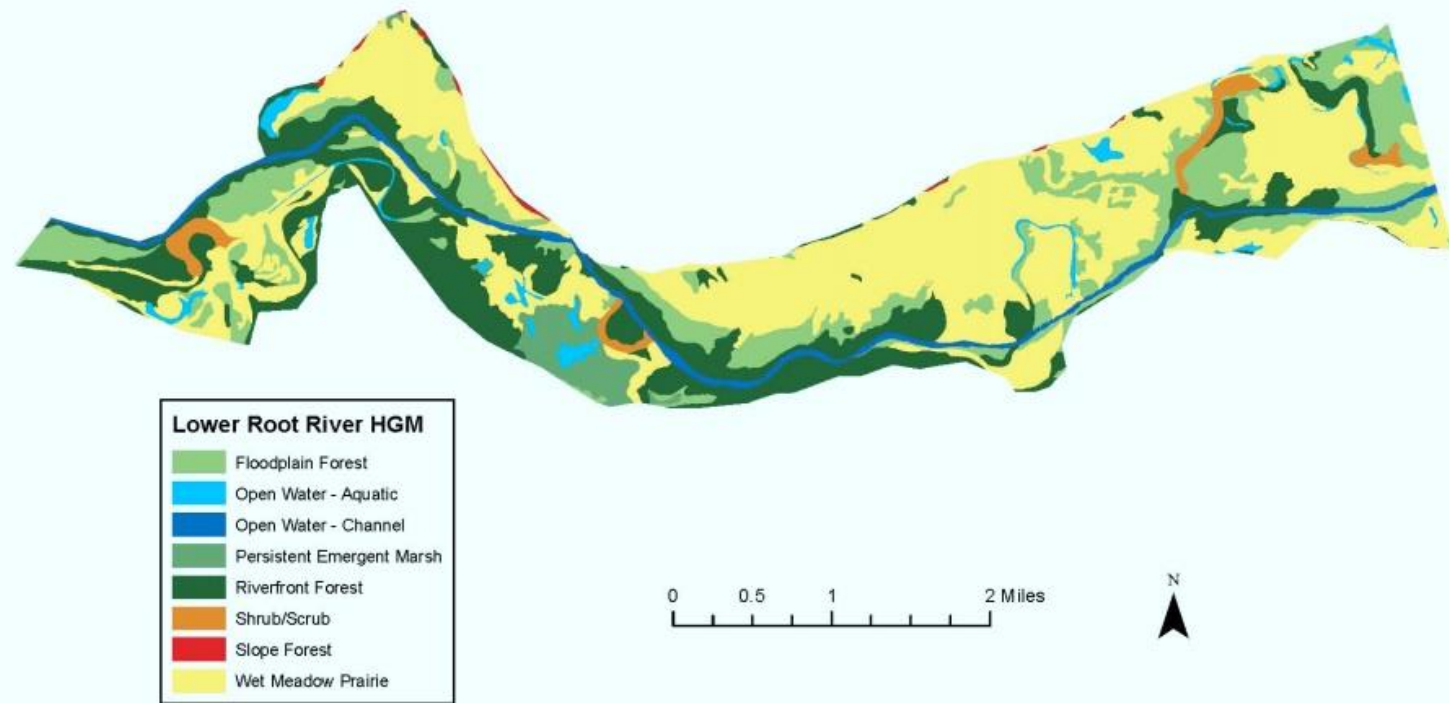 Lower Root River HGM
Floodplain Forest
Open Water - Aquatic
Open Water - Channel
Persistent Emergent Marsh
Riverfront Forest
Shrub/Scrub
Slope Forest
Wet Meadow Prairie
0 0.5 1 2 Miles
N